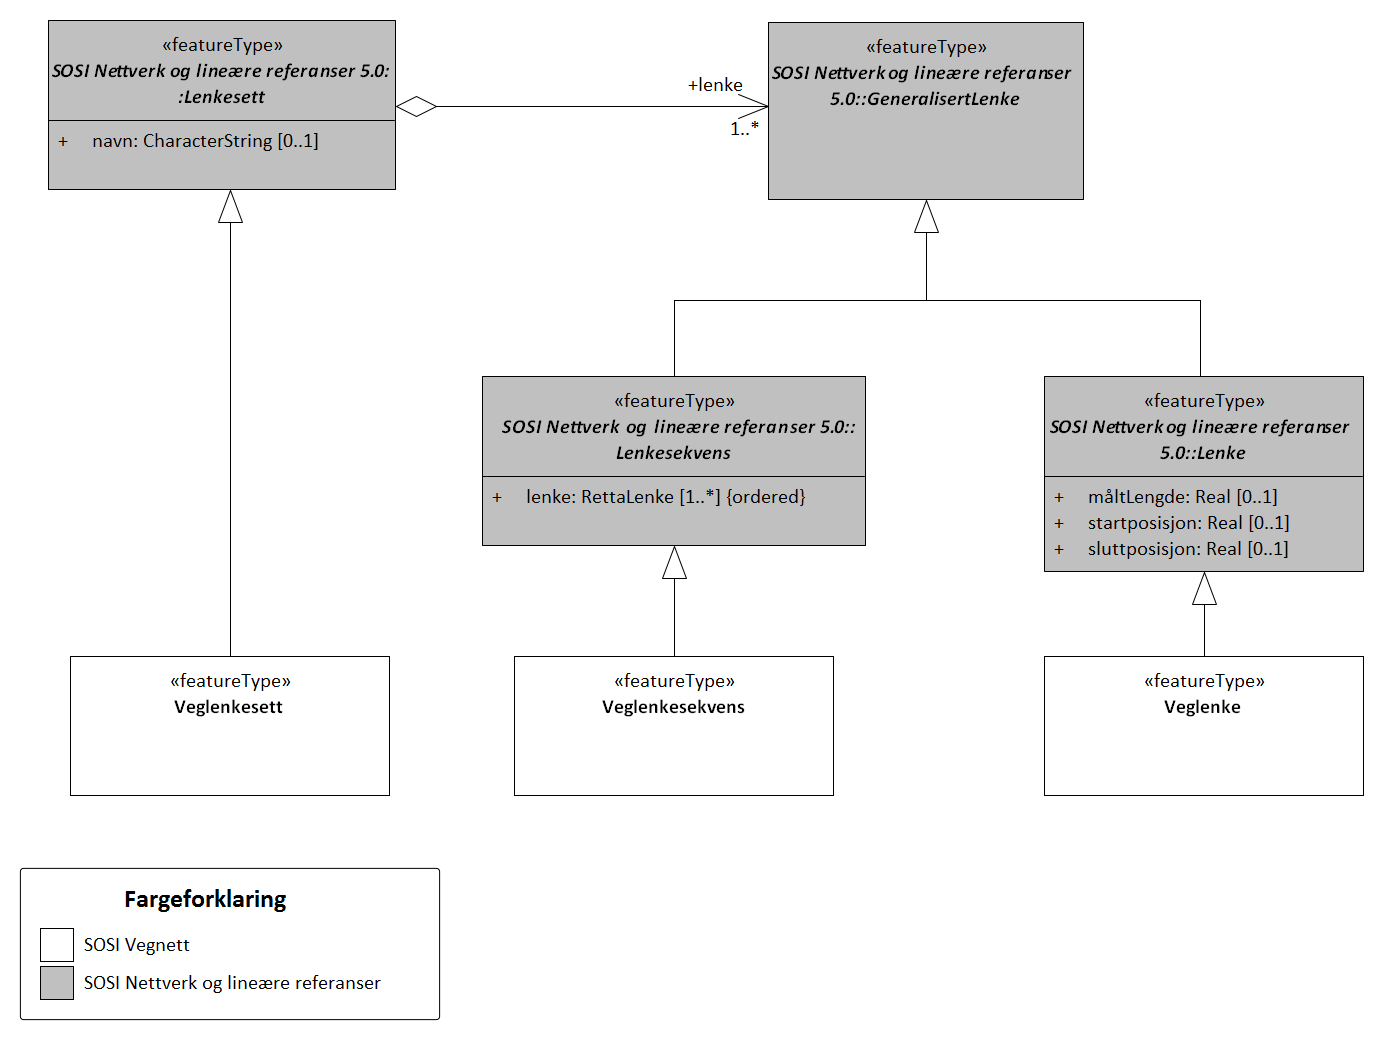 «featureType»
SOSI Nettverk og lineære referanser 5.0:
:Lenkesett
+ navn: CharacterString [0..1]
+lenke
1..*
«featureType»
SOSI Nettverk og lineære referanser
5.0::GeneralisertLenke
«featureType»
SOSI Nettverk og lineære referanser 5.0::
Lenkesekvens
+ lenke: RettaLenke [1..*] {ordered}
«featureType»
SOSI Nettverk og lineære referanser
5.0::Lenke
+ måltLengde: Real [0..1]
+ startposisjon: Real [0..1]
+ sluttposisjon: Real [0..1]
«featureType»
Veglenkesett
«featureType»
Veglenkesekvens
«featureType»
Veglenke
Fargeforklaring
SOSI Vegnett
SOSI Nettverk og lineære referanser